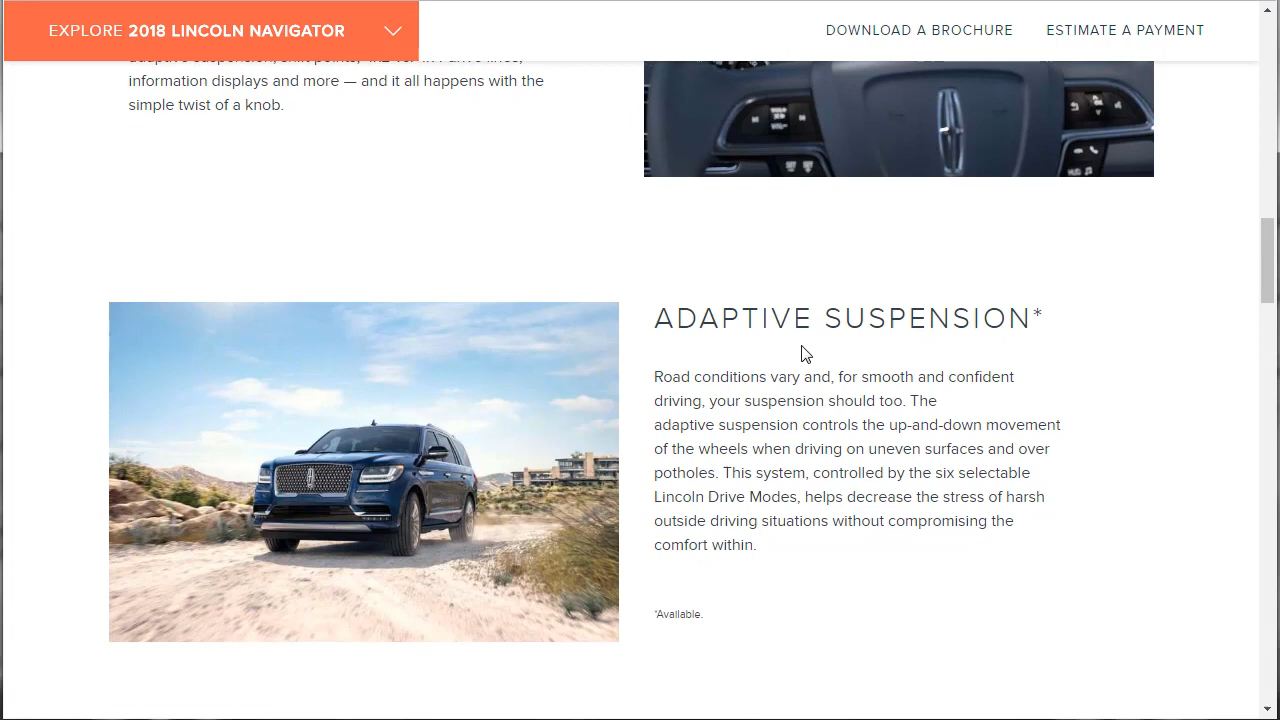 EXPLORE 2018 LINCOLN NAVIGATOR
DOWNLOAD A BROCHURE
ESTIMATE A PAYMENT
information displays and more — and it all happens with the
simple twist of a knob.
ADAPTIVE SUSPENSION*
Road conditions vary and, for smooth and confident
driving, your suspension should too. The
adaptive suspension controls the up-and-down movement
of the wheels when driving on uneven surfaces and over
potholes. This system, controlled by the six selectable
Lincoln Drive Modes, helps decrease the stress of harsh
outside driving situations without compromising the
comfort within.
*Available.